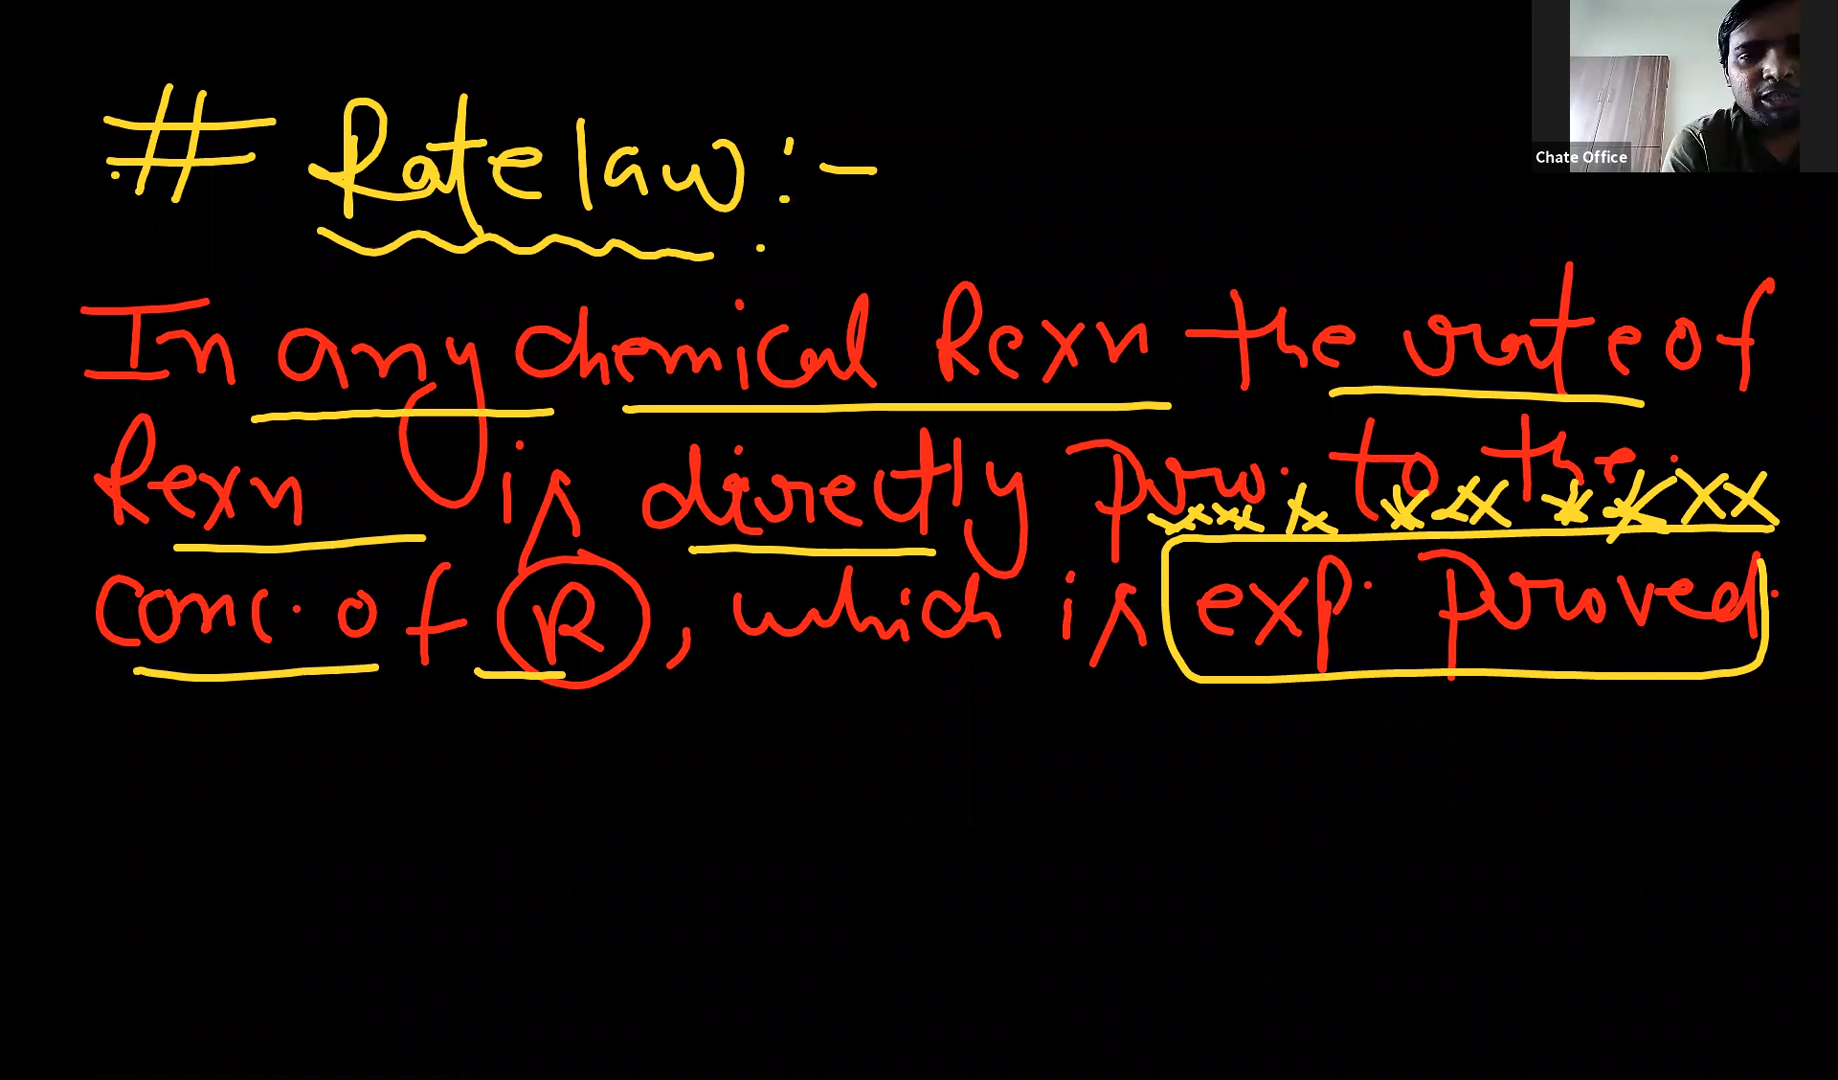 Chate Office
# Rate law :-
In any chemical Rexn the rate of
Rexn is directly pro. to the
conc. of R, which is exp. proved.